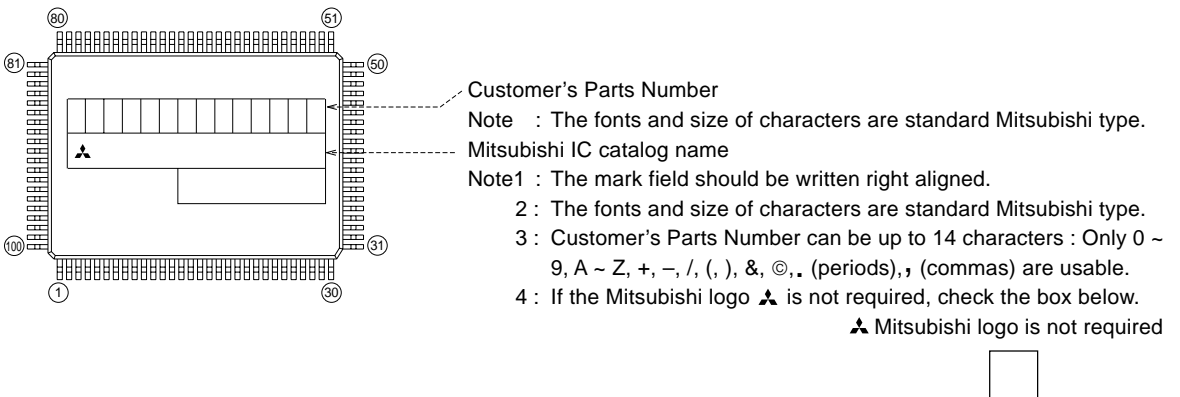 80 51
81 50
Customer’s Parts Number
Note : The fonts and size of characters are standard Mitsubishi type.
Mitsubishi IC catalog name
Note1 : The mark field should be written right aligned.
2 : The fonts and size of characters are standard Mitsubishi type.
3 : Customer’s Parts Number can be up to 14 characters : Only 0 ~
9, A ~ Z, +, –, /, (, ), &, ©, . (periods), , (commas) are usable.
100 31
4 : If the Mitsubishi logo is not required, check the box below.
1 30
Mitsubishi logo is not required